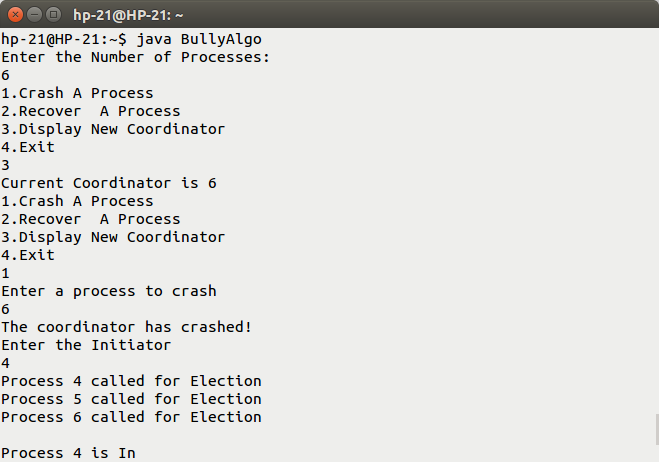 hp-21@HP-21: ~
hp-21@HP-21:~$ java BullyAlgo
Enter the Number of Processes:
6
1.Crash A Process
2.Recover  A Process
3.Display New Coordinator
4.Exit
3
Current Coordinator is 6
1.Crash A Process
2.Recover  A Process
3.Display New Coordinator
4.Exit
1
Enter a process to crash
6
The coordinator has crashed!
Enter the Initiator
4
Process 4 called for Election
Process 5 called for Election
Process 6 called for Election
Process 4 is In